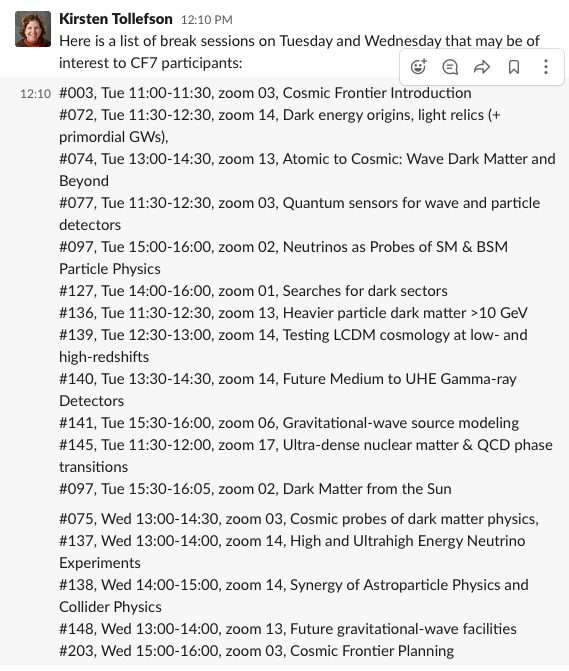 Kirsten Tollefson 12:10 PM
Here is a list of break sessions on Tuesday and Wednesday that may be of
interest to CF7 participants:
12:10 #003, Tue 11:00-11:30, zoom 03, Cosmic Frontier Introduction
#072, Tue 11:30-12:30, zoom 14, Dark energy origins, light relics (+
primordial GWs),
#074, Tue 13:00-14:30, zoom 13, Atomic to Cosmic: Wave Dark Matter and
Beyond
#077, Tue 11:30-12:30, zoom 03, Quantum sensors for wave and particle
detectors
#097, Tue 15:00-16:00, zoom 02, Neutrinos as Probes of SM & BSM
Particle Physics
#127, Tue 14:00-16:00, zoom 01, Searches for dark sectors
#136, Tue 11:30-12:30, zoom 13, Heavier particle dark matter >10 GeV
#139, Tue 12:30-13:00, zoom 14, Testing LCDM cosmology at low- and
high-redshifts
#140, Tue 13:30-14:30, zoom 14, Future Medium to UHE Gamma-ray
Detectors
#141, Tue 15:30-16:00, zoom 06, Gravitational-wave source modeling
#145, Tue 11:30-12:00, zoom 17, Ultra-dense nuclear matter & QCD phase
transitions
#097, Tue 15:30-16:05, zoom 02, Dark Matter from the Sun
#075, Wed 13:00-14:30, zoom 03, Cosmic probes of dark matter physics,
#137, Wed 13:00-14:00, zoom 14, High and Ultrahigh Energy Neutrino
Experiments
#138, Wed 14:00-15:00, zoom 14, Synergy of Astroparticle Physics and
Collider Physics
#148, Wed 13:00-14:00, zoom 13, Future gravitational-wave facilities
#203, Wed 15:00-16:00, zoom 03, Cosmic Frontier Planning